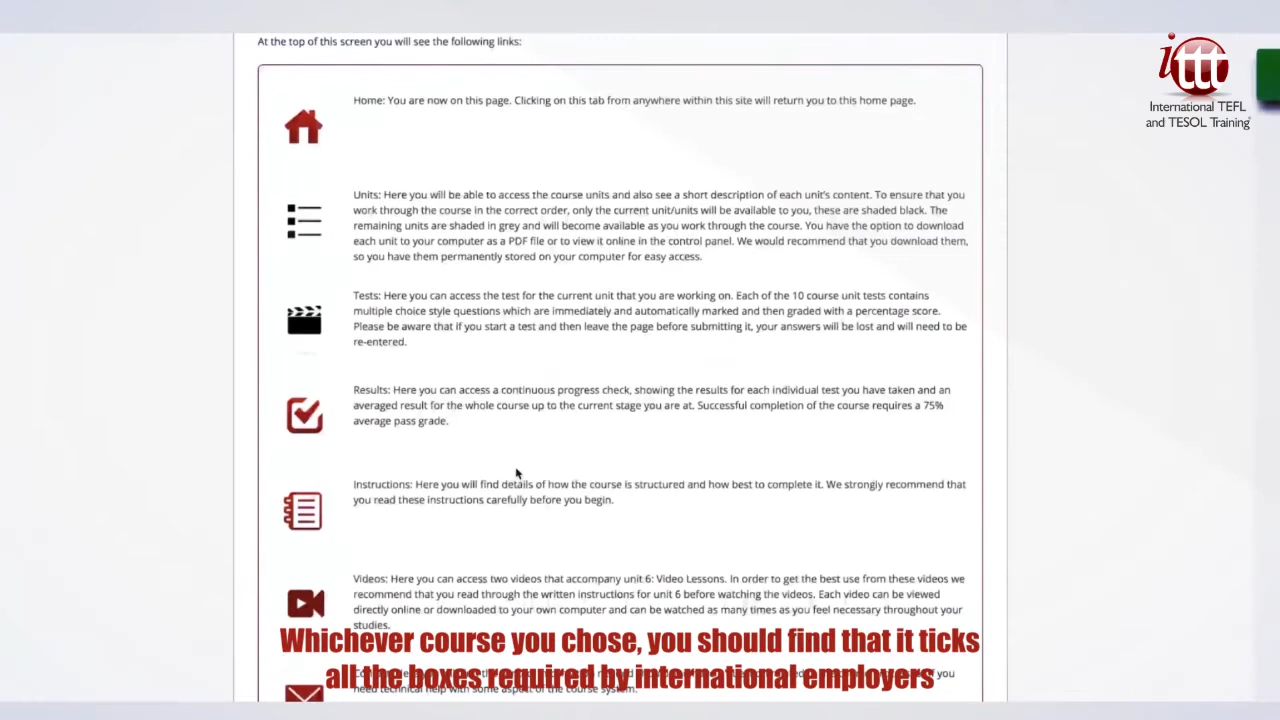 At the top of this screen you will see the following links:
ittt
International TEFL
and TESOL Training
Home: You are now on this page. Clicking on this tab from anywhere within this site will return you to this home page.
Units: Here you will be able to access the course units and also see a short description of each unit's content. To ensure that you
work through the course in the correct order, only the current unit/units will be available to you, these are shaded black. The
remaining units are shaded in grey and will become available as you work through the course. You have the option to download
each unit to your computer as a PDF file or to view it online in the control panel. We would recommend that you download them,
so you have them permanently stored on your computer for easy access.
Tests: Here you can access the test for the current unit that you are working on. Each of the 10 course unit tests contains
multiple choice style questions which are immediately and automatically marked and then graded with a percentage score.
Please be aware that if you start a test and then leave the page before submitting it, your answers will be lost and will need to be
re-entered.
Results: Here you can access a continuous progress check, showing the results for each individual test you have taken and an
averaged result for the whole course up to the current stage you are at. Successful completion of the course requires a 75%
average pass grade.
Instructions: Here you will find details of how the course is structured and how best to complete it. We strongly recommend that
you read these instructions carefully before you begin.
Videos: Here you can access two videos that accompany unit 6: Video Lessons. In order to get the best use from these videos we
recommend that you read through the written instructions for unit 6 before watching the videos. Each video can be viewed
directly online or downloaded to your own computer and can be watched as many times as you feel necessary throughout your
studies.
Whichever course you chose, you should find that it ticks
all the boxes required by international employers
you
need technical help with some aspect of the course system.